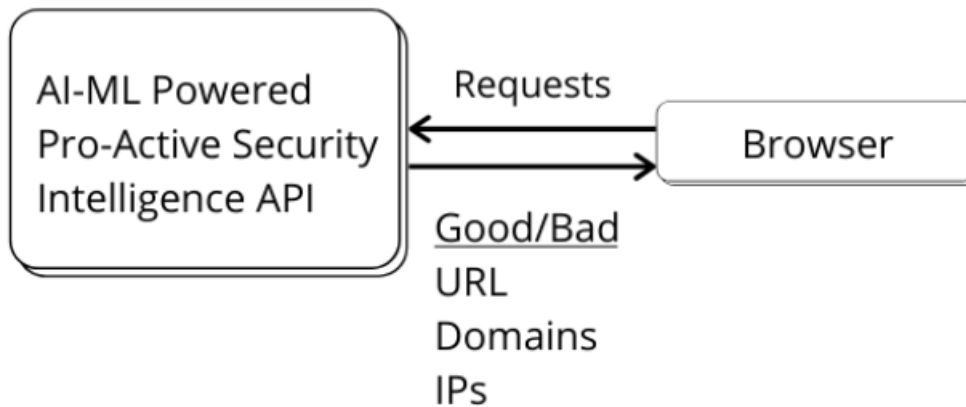 AI-ML Powered
Pro-Active Security
Intelligence API
Requests
Browser
Good/Bad
URL
Domains
IPs